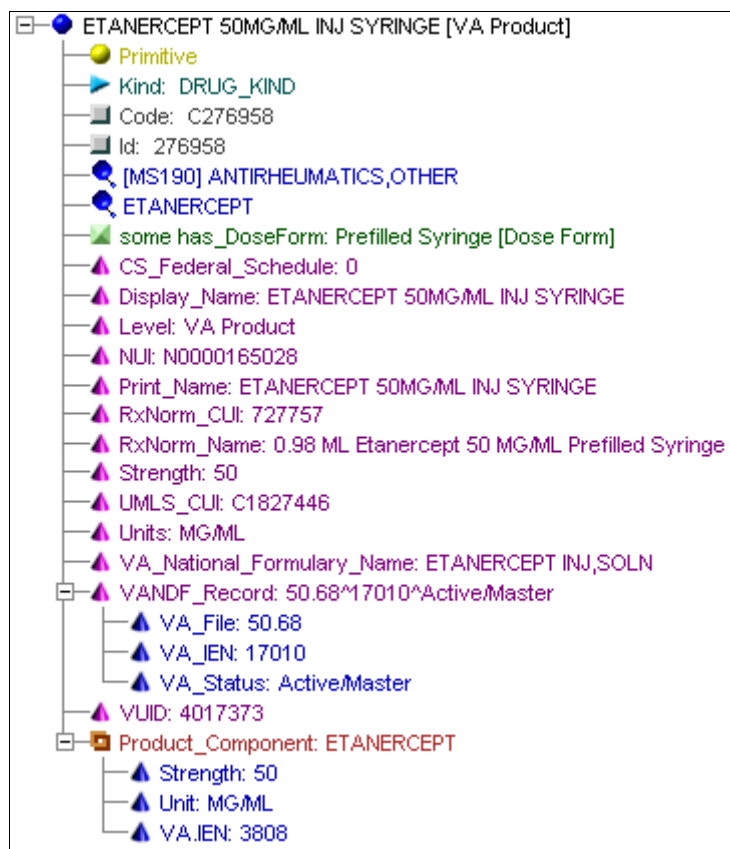 ETANERCEPT 50MG/ML INJ SYRINGE [VA Product]
Primitive
Kind: DRUG_KIND
Code: C276958
Id: 276958
[MS190] ANTIRHEUMATICS,OTHER
ETANERCEPT
some has_DoseForm: Prefilled Syringe [Dose Form]
CS_Federal_Schedule: 0
Display_Name: ETANERCEPT 50MG/ML INJ SYRINGE
Level: VA Product
NUI: N0000165028
Print_Name: ETANERCEPT 50MG/ML INJ SYRINGE
RxNorm_CUI: 727757
RxNorm_Name: 0.98 ML Etanercept 50 MG/ML Prefilled Syringe
Strength: 50
UMLS_CUI: C1827446
Units: MG/ML
VA_National_Formulary_Name: ETANERCEPT INJ,SOLN
VANDF_Record: 50.68^17010^Active/Master
VA_File: 50.68
VA_IEN: 17010
VA_Status: Active/Master
VUID: 4017373
Product_Component: ETANERCEPT
Strength: 50
Unit: MG/ML
VA.IEN: 3808